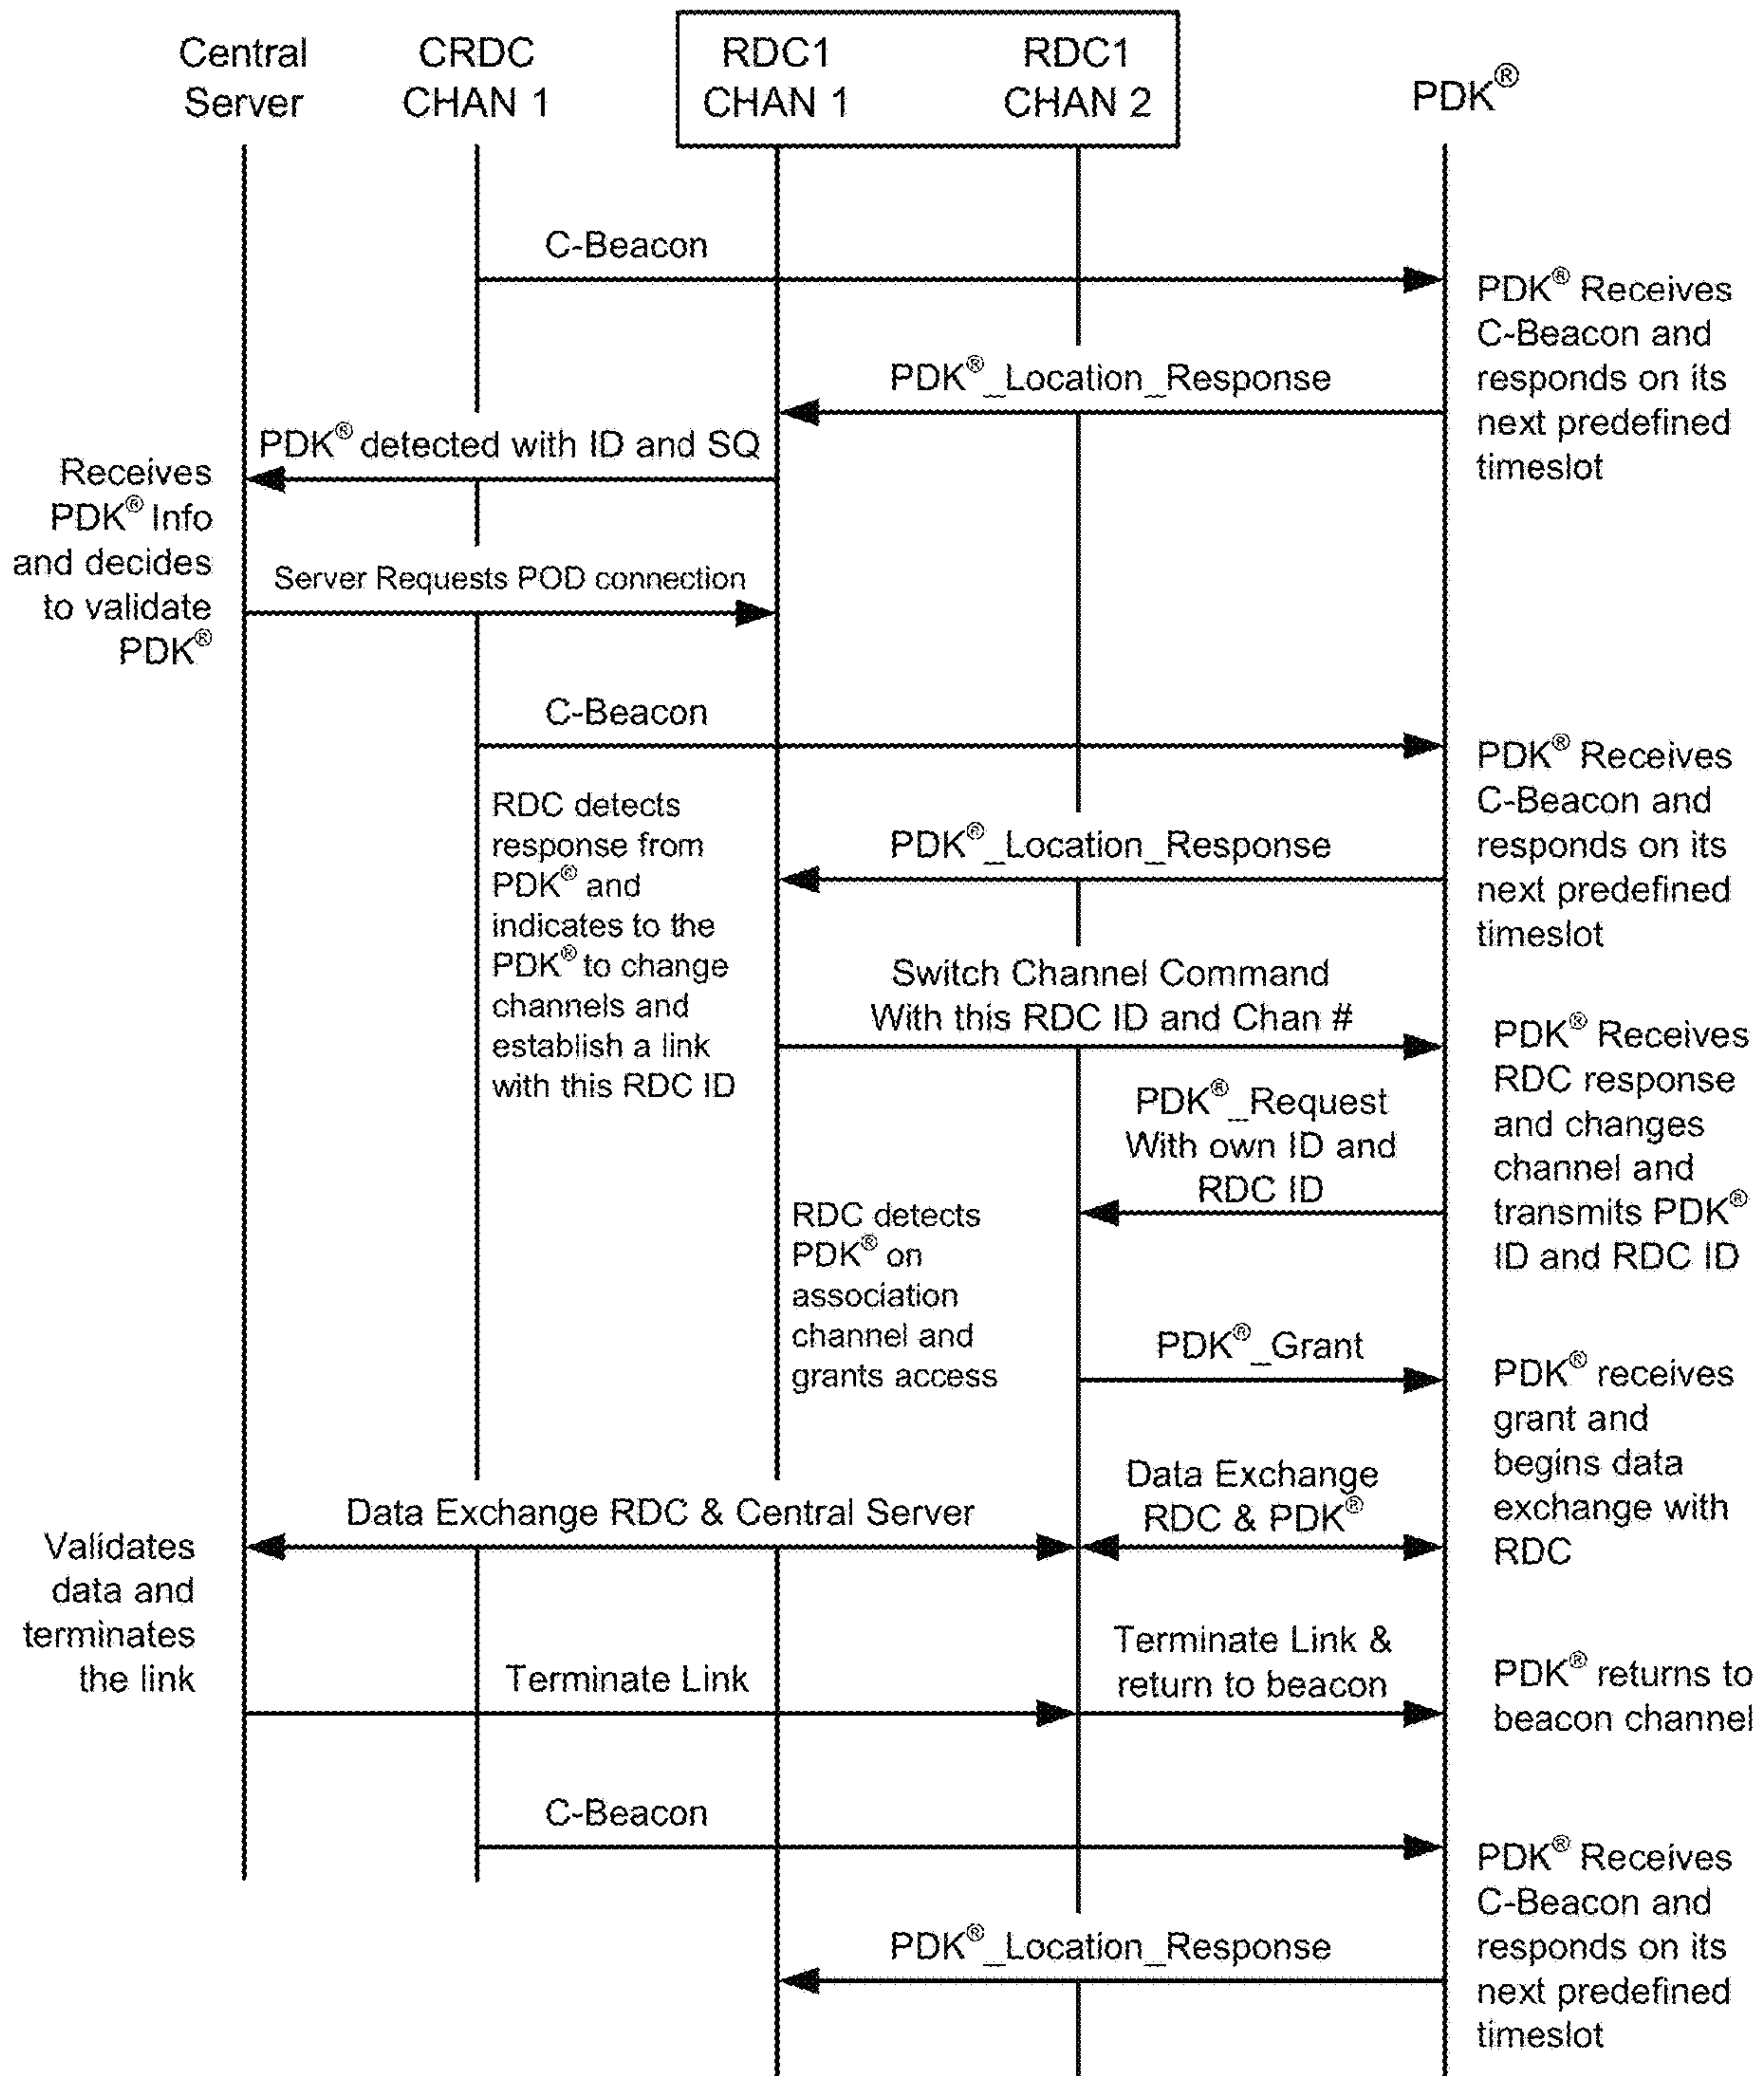 Central
Server
CRDC
CHAN 1
RDC1
CHAN 1
RDC1
CHAN 2
PDK®
C-Beacon
PDK® Receives
C-Beacon and
responds on its
next predefined
timeslot
PDK®_Location_Response
PDK® detected with ID and SQ
Receives
PDK® Info
and decides
to validate
PDK®
Server Requests POD connection
C-Beacon
PDK® Receives
C-Beacon and
responds on its
next predefined
timeslot
RDC detects
response from
PDK® and
indicates to the
PDK® to change
channels and
establish a link
with this RDC ID
PDK®_Location_Response
Switch Channel Command
With this RDC ID and Chan #
PDK® Receives
RDC response
and changes
channel and
transmits PDK®
ID and RDC ID
PDK®_Request
With own ID and
RDC ID
RDC detects
PDK® on
association
channel and
grants access
PDK®_Grant
PDK® receives
grant and
begins data
exchange with
RDC
Data Exchange RDC & Central Server
Data Exchange
RDC & PDK®
Validates
data and
terminates
the link
Terminate Link
Terminate Link &
return to beacon
PDK® returns to
beacon channel
C-Beacon
PDK® Receives
C-Beacon and
responds on its
next predefined
timeslot
PDK®_Location_Response